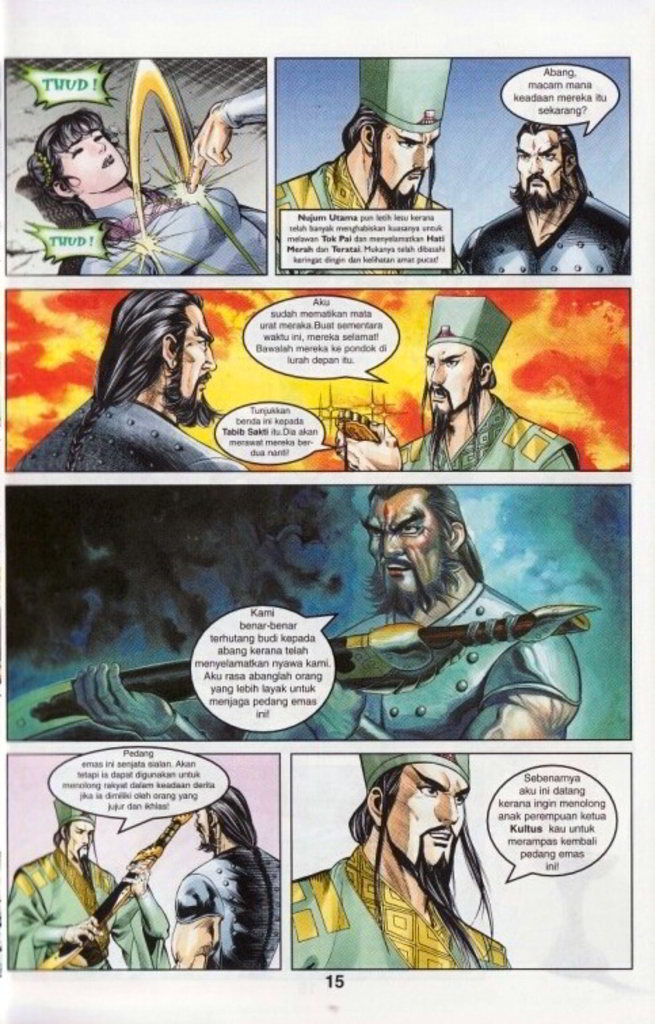 THUD !
THUD !
Abang,
macam mana
keadaan mereka itu
sekarang?
Nujum Utama pun letih lesu kerana
telah banyak menghabiskan kuasanya untuk
melawan Tok Pai dan menyelamatkan Hati
Merah dan Teratai. Mukanya telah dibasahi
keringat dingin dan kelihatan amat pucat!
Aku
sudah mematikan mata
urat meraka.Buat sementara
waktu ini, mereka selamat!
Bawalah mereka ke pondok di
lurah depan itu.
Tunjukkan
benda ini kepada
Tabib Sakti itu.Dia akan
merawat mereka ber-
dua nanti!
Kami
benar-benar
terhutang budi kepada
abang kerana telah
menyelamatkan nyawa kami.
Aku rasa abanglah orang
yang lebih layak untuk
menjaga pedang emas
ini!
Pedang
emas ini senjata sialan. Akan
tetapi ia dapat digunakan untuk
menolong rakyat dalam keadaan derita
jika ia dimiliki oleh orang yang
jujur dan ikhlas!
Sebenarnya
aku ini datang
kerana ingin menolong
anak perempuan ketua
Kultus kau untuk
merampas kembali
pedang emas
ini!
15